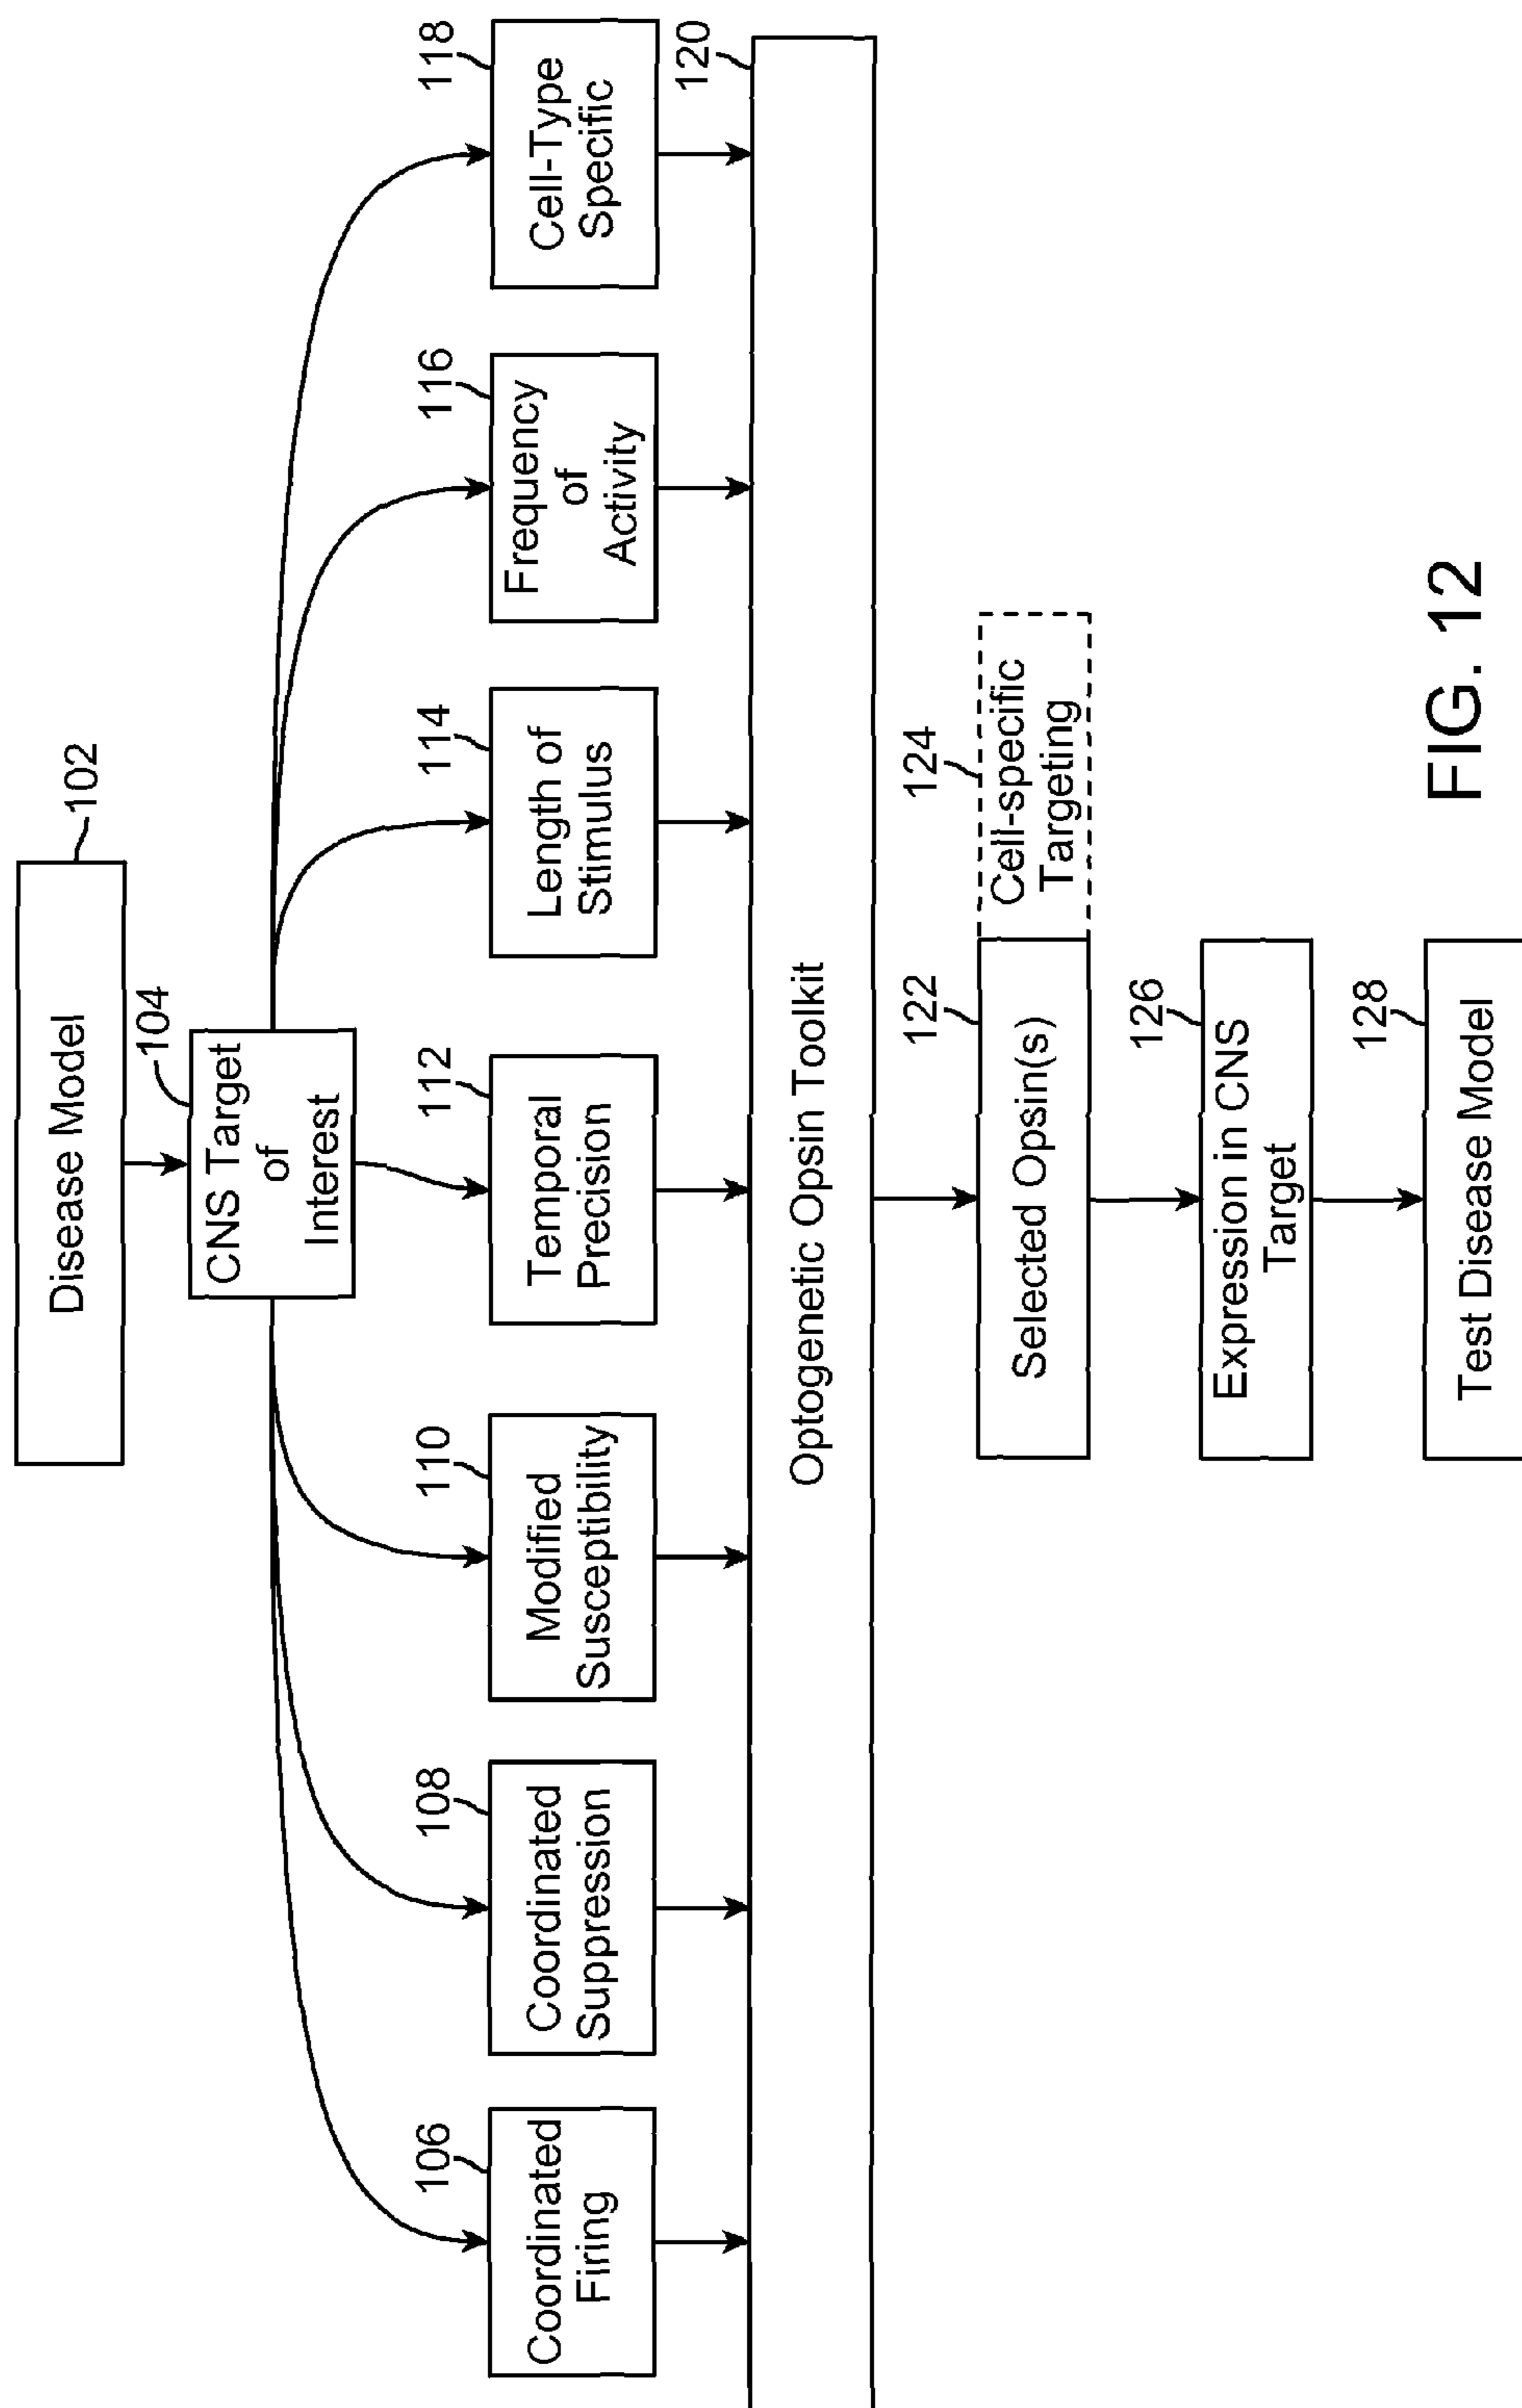 Disease Model
102
CNS Target
of
Interest
104
106
Coordinated
Firing
108
Coordinated
Suppression
110
Modified
Susceptibility
112
Temporal
Precision
114
Length of
Stimulus
116
Frequency
of
Activity
118
Cell-Type
Specific
120
Optogenetic Opsin Toolkit
122
Selected Opsin(s)
124
Cell-specific
Targeting
126
Expression in CNS
Target
128
Test Disease Model
FIG. 12